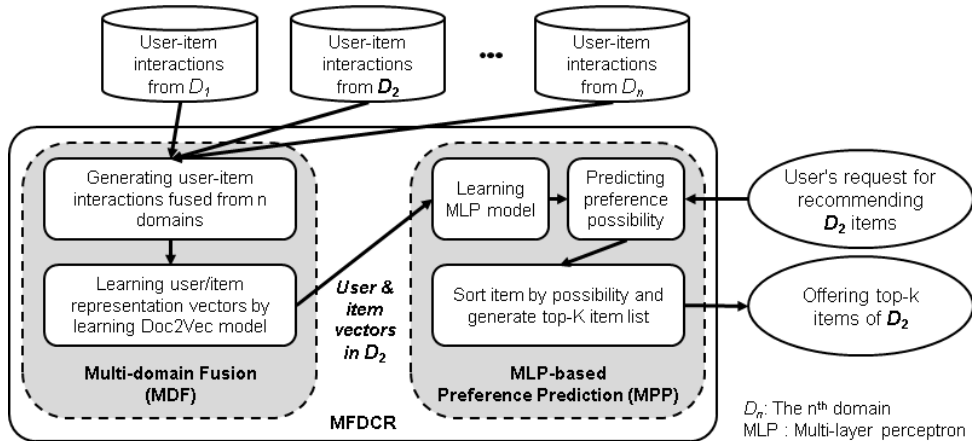 User-item
interactions
from D1
User-item
interactions
from D2
...
User-item
interactions
from Dn
Generating user-item
interactions fused from n
domains
Learning user/item
representation vectors by
learning Doc2Vec model
Multi-domain Fusion
(MDF)
User &
item
vectors
in D2
Learning
MLP model
Predicting
preference
possibility
Sort item by possibility and
generate top-K item list
MLP-based
Preference Prediction (MPP)
MFDCR
User's request for
recommending
D2 items
Offering top-k
items of D2
Dn: The nth domain
MLP : Multi-layer perceptron